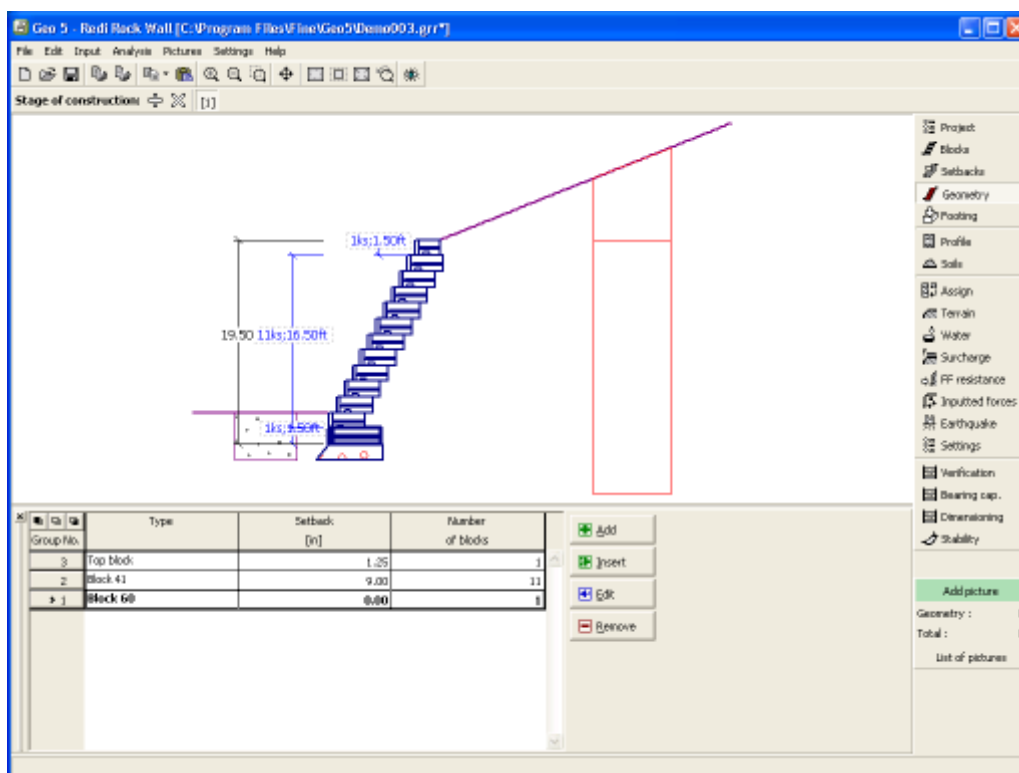 Geo 5 - Redi Rock Wall [C:\Program Files\Fine\Geo5\Demo003.grr*]
File Edit Input Analysis Pictures Settings Help
Stage of construction: [1]
1ks;1.50ft
19.50 11ks;16.50ft
1ks;1.50ft
Project
Blocks
Setbacks
Geometry
Footing
Profile
Soils
Assign
Terrain
Water
Surcharge
FF resistance
Inputted forces
Earthquake
Settings
Verification
Bearing cap.
Dimensioning
Stability
Add picture
Geometry :
Total :
List of pictures
Group No. Type Setback [in] Number of blocks
3 Top block 1.25 1
2 Block 41 9.00 11
1 Block 60 0.00 1
Add
Insert
Edit
Remove